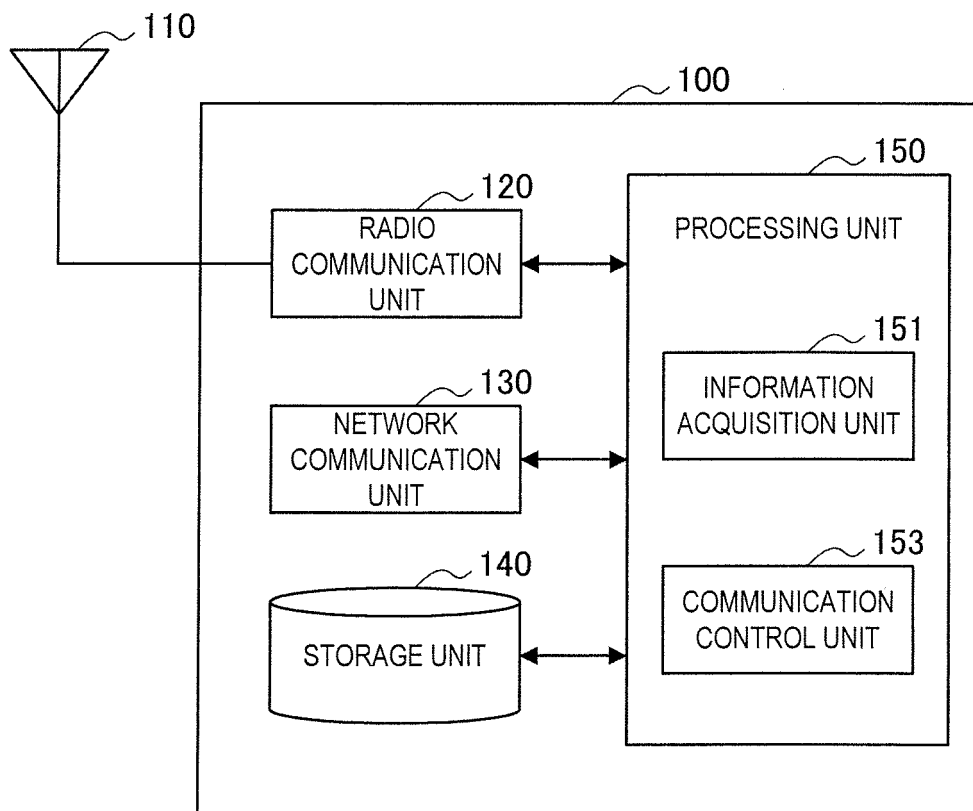 110
100
120
RADIO
COMMUNICATION
UNIT
130
NETWORK
COMMUNICATION
UNIT
140
STORAGE UNIT
150
PROCESSING UNIT
151
INFORMATION
ACQUISITION UNIT
153
COMMUNICATION
CONTROL UNIT